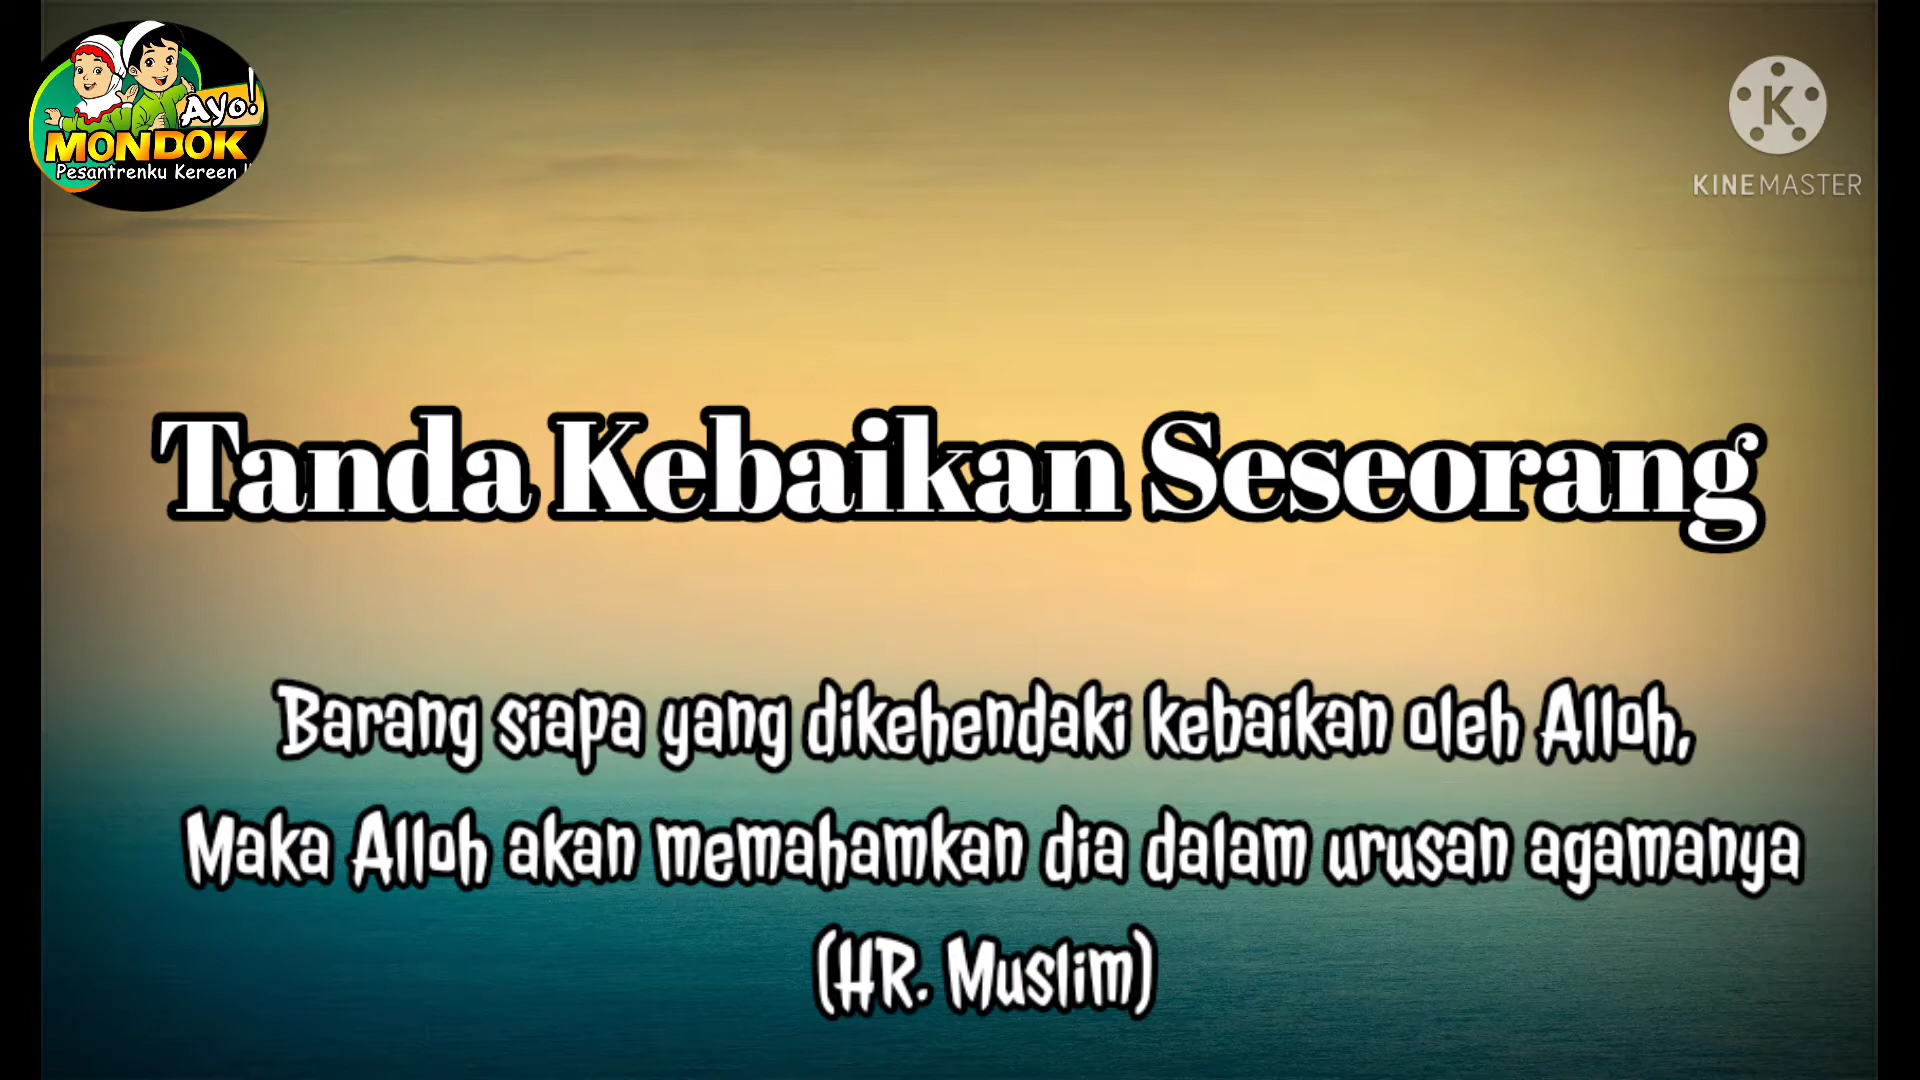 Ayo!
MONDOK
Pesantrenku Kereen !!
K
KINEMASTER
Tanda Kebaikan Seseorang
Barang siapa yang dikehendaki kebaikan oleh Alloh,
Maka Alloh akan memahamkan dia dalam urusan agamanya
(HR. Muslim)